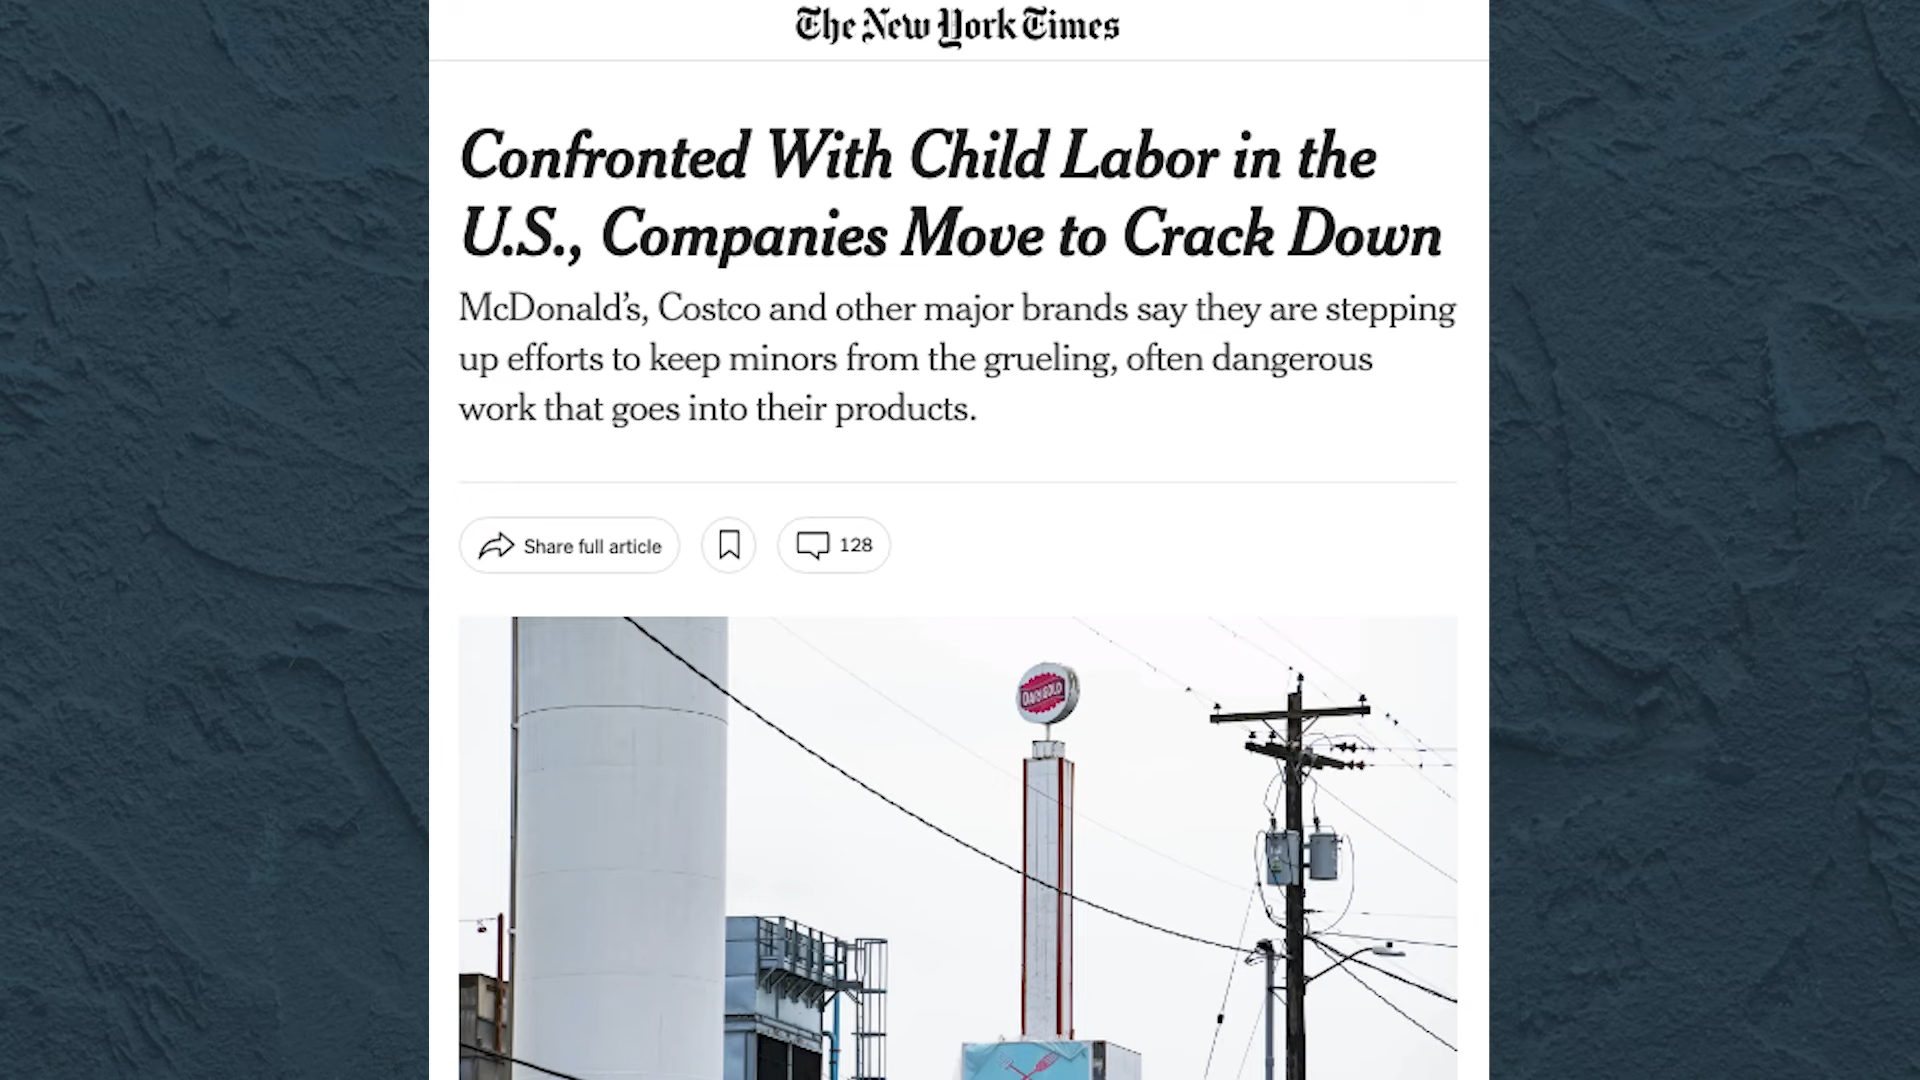 The New York Times
Confronted With Child Labor in the
U.S., Companies Move to Crack Down
McDonald's, Costco and other major brands say they are stepping
up efforts to keep minors from the grueling, often dangerous
work that goes into their products.
Share full article
128
DARIGOLD